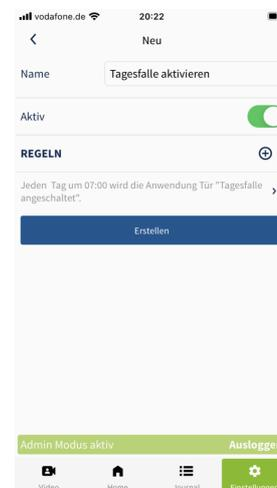 vodafone.de 20:22
Neu
Name Tagesfalle aktivieren
Aktiv
REGELN
Jeden Tag um 07:00 wird die Anwendung Tür "Tagesfalle
angeschaltet".
Erstellen
Admin Modus aktiv Auslogge
Video Home Journal Einstellungen